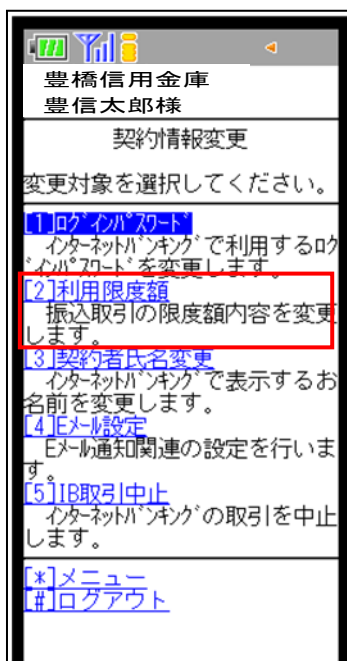 豊橋信用金庫
豊信太郎様
契約情報変更
変更対象を選択してください。
[1]ﾛｸﾞｲﾝﾊﾟｽﾜｰﾄﾞ
ｲﾝﾀｰﾈｯﾄﾊﾞﾝｷﾝｸﾞで利用するﾛｸ
ﾞｲﾝﾊﾟｽﾜｰﾄﾞを変更します。
[2]利用限度額
振込取引の限度額内容を変更
します。
[3]契約者氏名変更
ｲﾝﾀｰﾈｯﾄﾊﾞﾝｷﾝｸﾞで表示するお
名前を変更します。
[4]Eﾒｰﾙ設定
Eﾒｰﾙ通知関連の設定を行いま
す。
[5]IB取引中止
ｲﾝﾀｰﾈｯﾄﾊﾞﾝｷﾝｸﾞの取引を中止
します。
[*]メニュー
[#]ログアウト